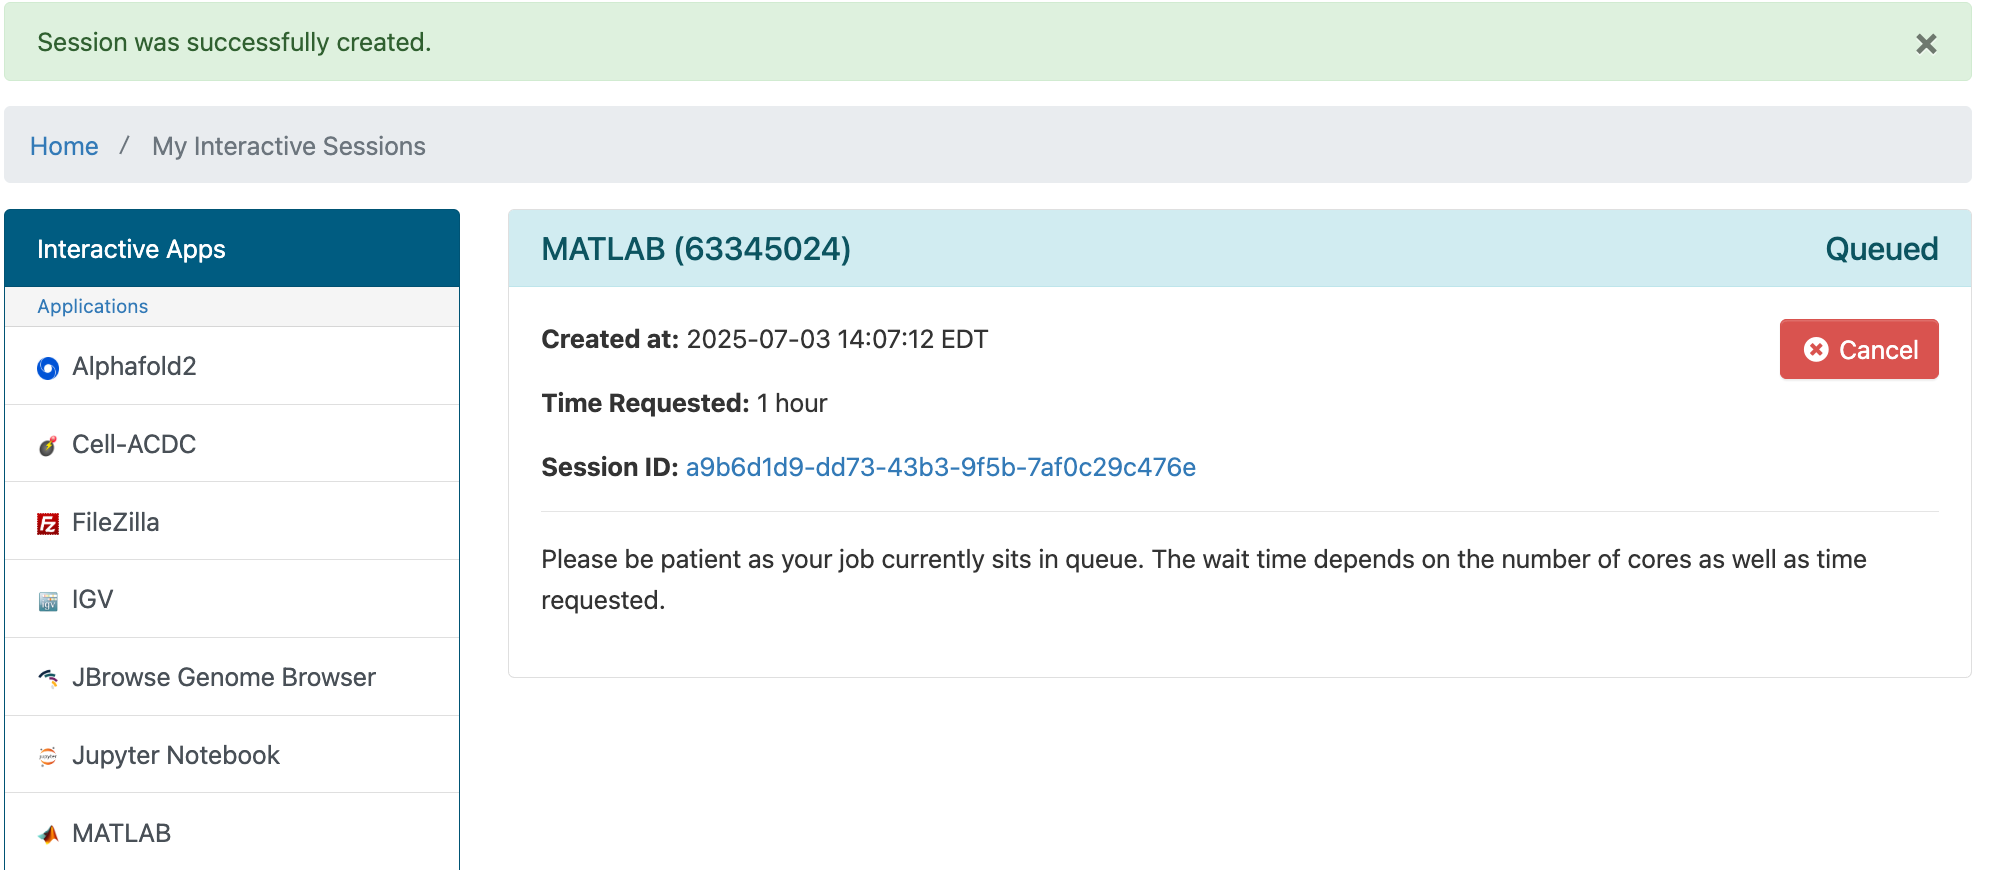 Session was successfully created.
Home / My Interactive Sessions
Interactive Apps
Applications
Alphafold2
Cell-ACDC
FileZilla
IGV
JBrowse Genome Browser
Jupyter Notebook
MATLAB
MATLAB (63345024)
Queued
Created at: 2025-07-03 14:07:12 EDT
Cancel
Time Requested: 1 hour
Session ID: a9b6d1d9-dd73-43b3-9f5b-7af0c29c476e
Please be patient as your job currently sits in queue. The wait time depends on the number of cores as well as time
requested.